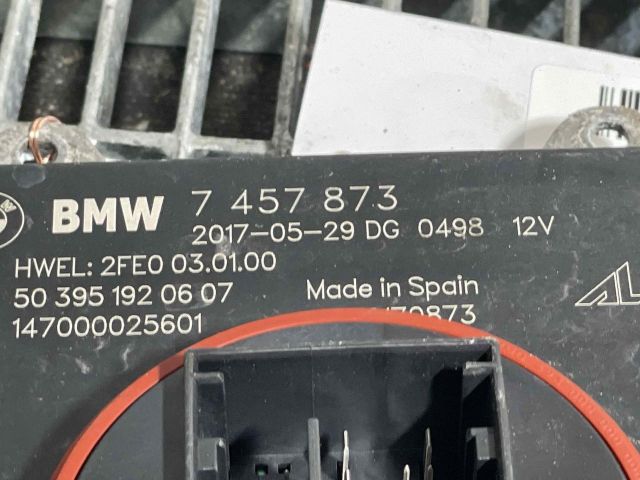 BMW 7 457 873
2017-05-29 DG 0498 12V
HWEL: 2FE0 03.01.00
50 395 192 06 07 Made in Spain
147000025601